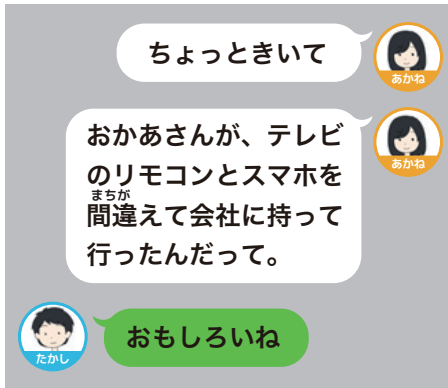 ちょっときいて
あかね
おかあさんが、テレビ
のリモコンとスマホを
まちが
間違えて会社に持って
行ったんだって。
あかね
おもしろいね
たかし